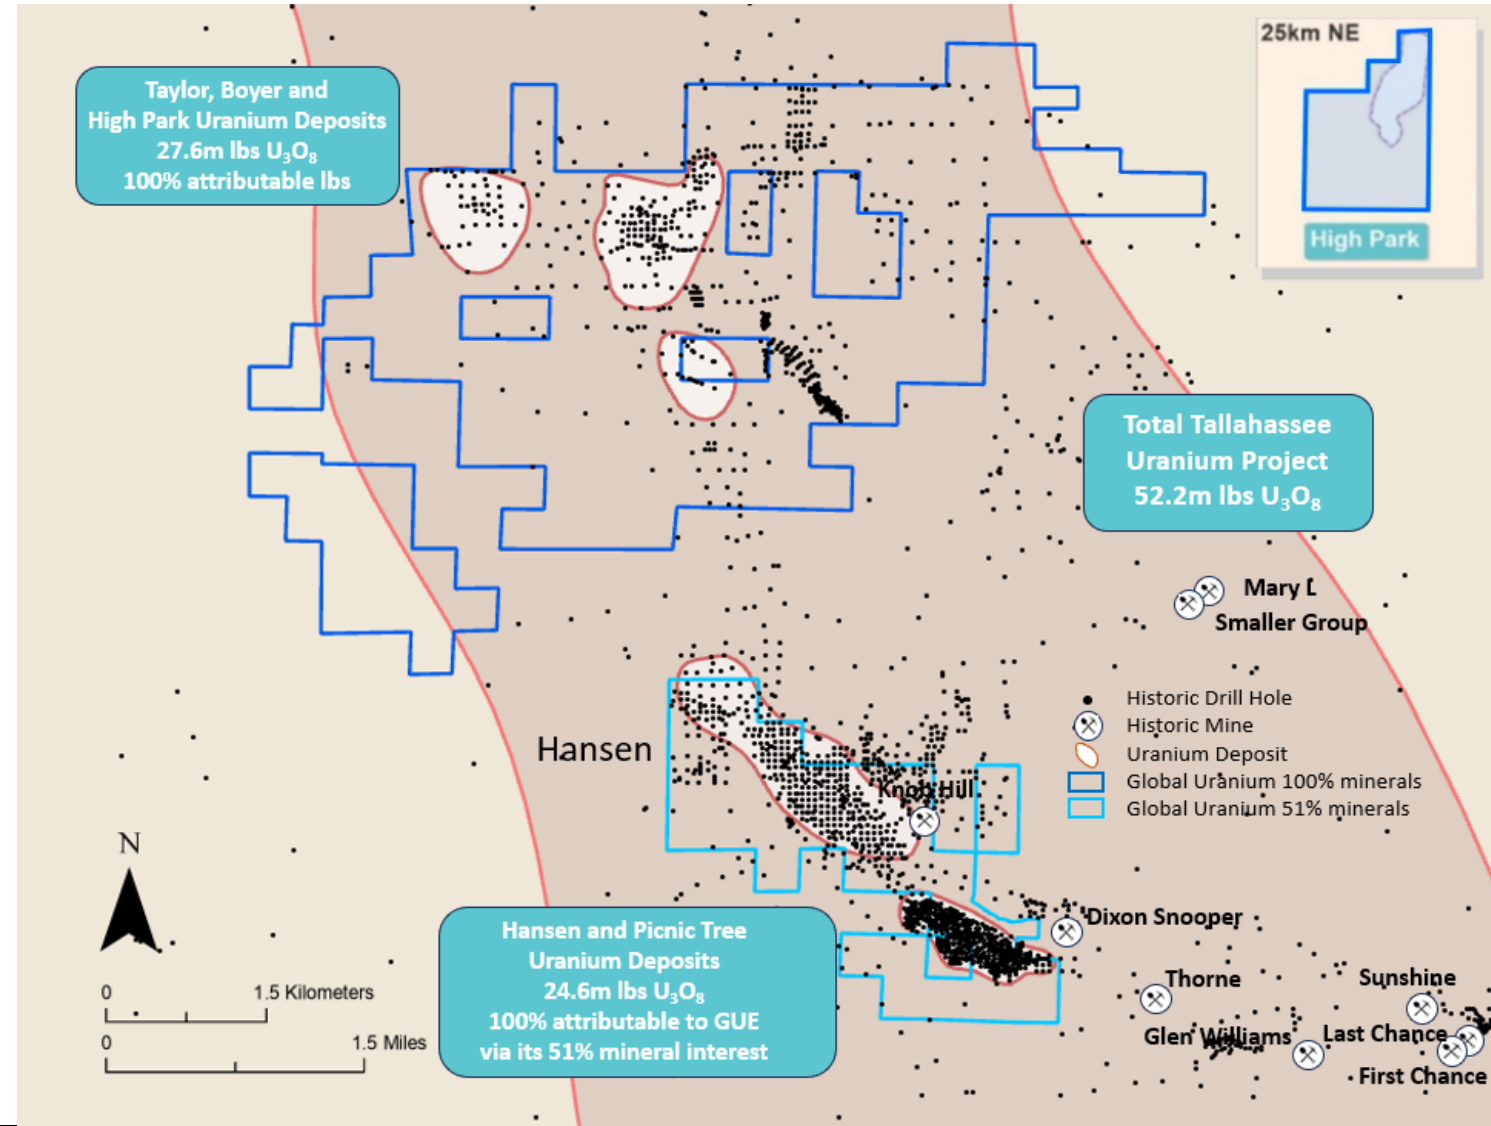 25km NE
Taylor, Boyer and
High Park Uranium Deposits
27.6m lbs U₃O₈
100% attributable lbs
High Park
Total Tallahassee
Uranium Project
52.2m lbs U₃O₈
Mary L
Smaller Group
Historic Drill Hole
Historic Mine
Uranium Deposit
Global Uranium 100% minerals
Global Uranium 51% minerals
Hansen
Knob Hill
N
Dixon Snooper
Hansen and Picnic Tree
Uranium Deposits
24.6m lbs U₃O₈
100% attributable to GUE
via its 51% mineral interest
Thorne
Sunshine
0 1.5 Kilometers
Glen Williams
Last Chance
0 1.5 Miles
First Chance